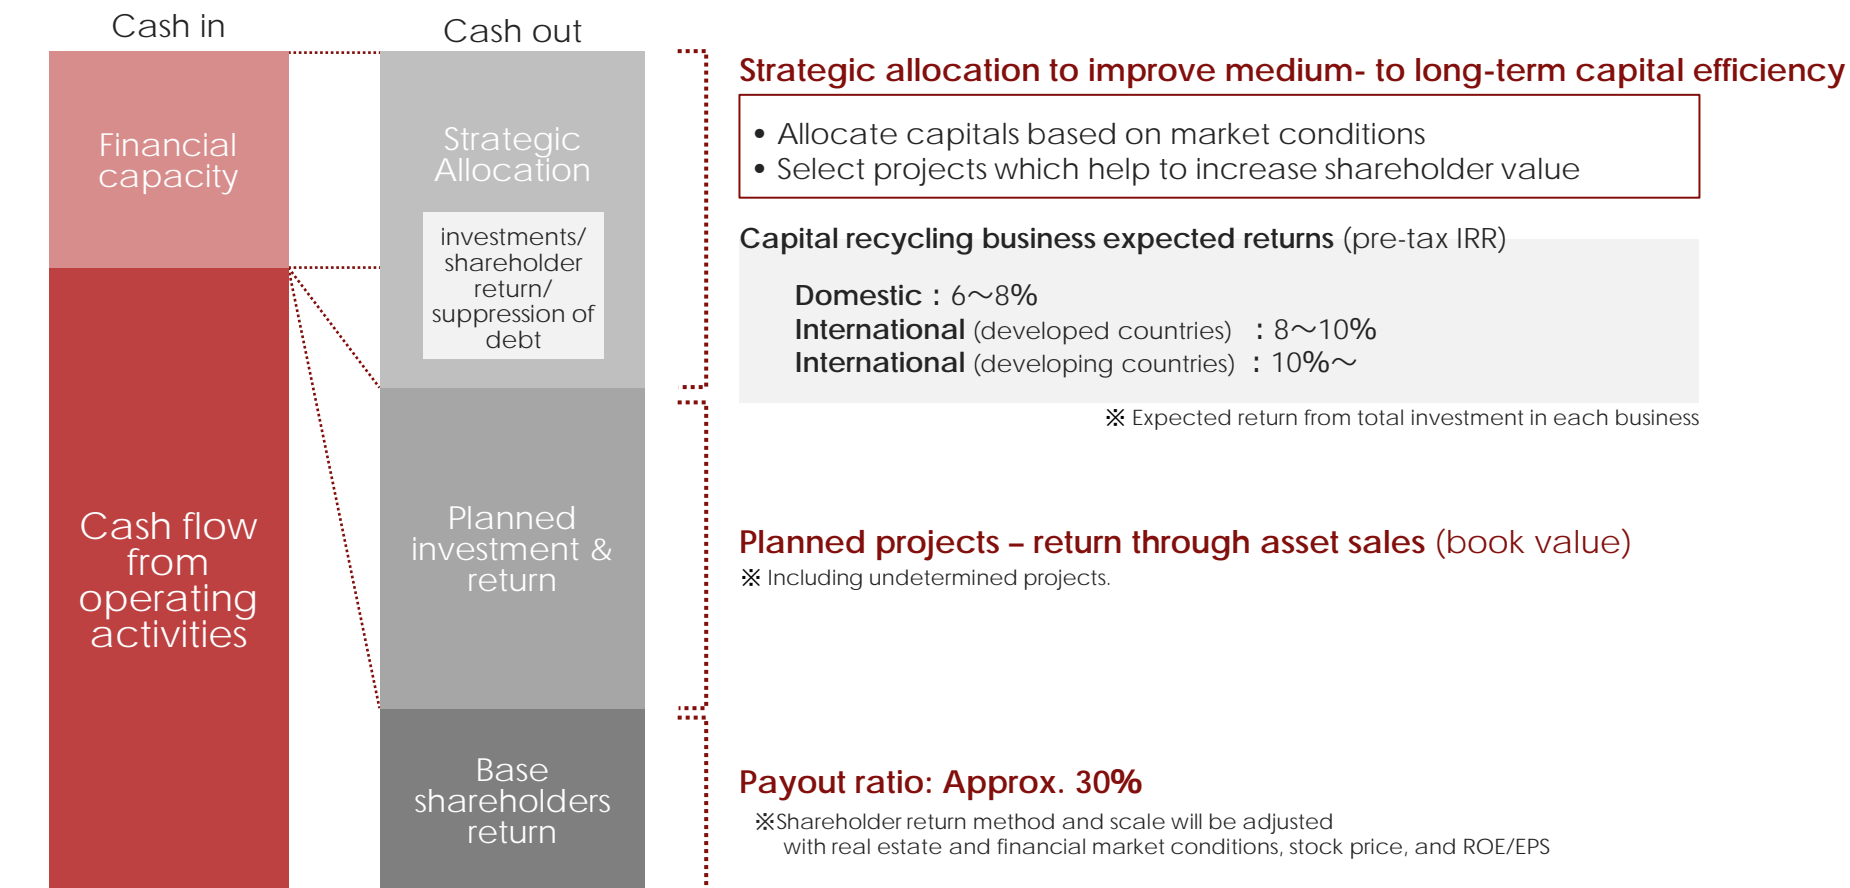 Cash in
Cash out
Financial
capacity
Cash flow
from
operating
activities
Strategic
Allocation
investments/
shareholder
return/
suppression of
debt
Planned
investment &
return
Base
shareholders
return
Strategic allocation to improve medium- to long-term capital efficiency
• Allocate capitals based on market conditions
• Select projects which help to increase shareholder value
Capital recycling business expected returns (pre-tax IRR)
Domestic : 6～8%
International (developed countries) : 8～10%
International (developing countries) : 10%～
※ Expected return from total investment in each business
Planned projects – return through asset sales (book value)
※ Including undetermined projects.
Payout ratio: Approx. 30%
※Shareholder return method and scale will be adjusted
with real estate and financial market conditions, stock price, and ROE/EPS